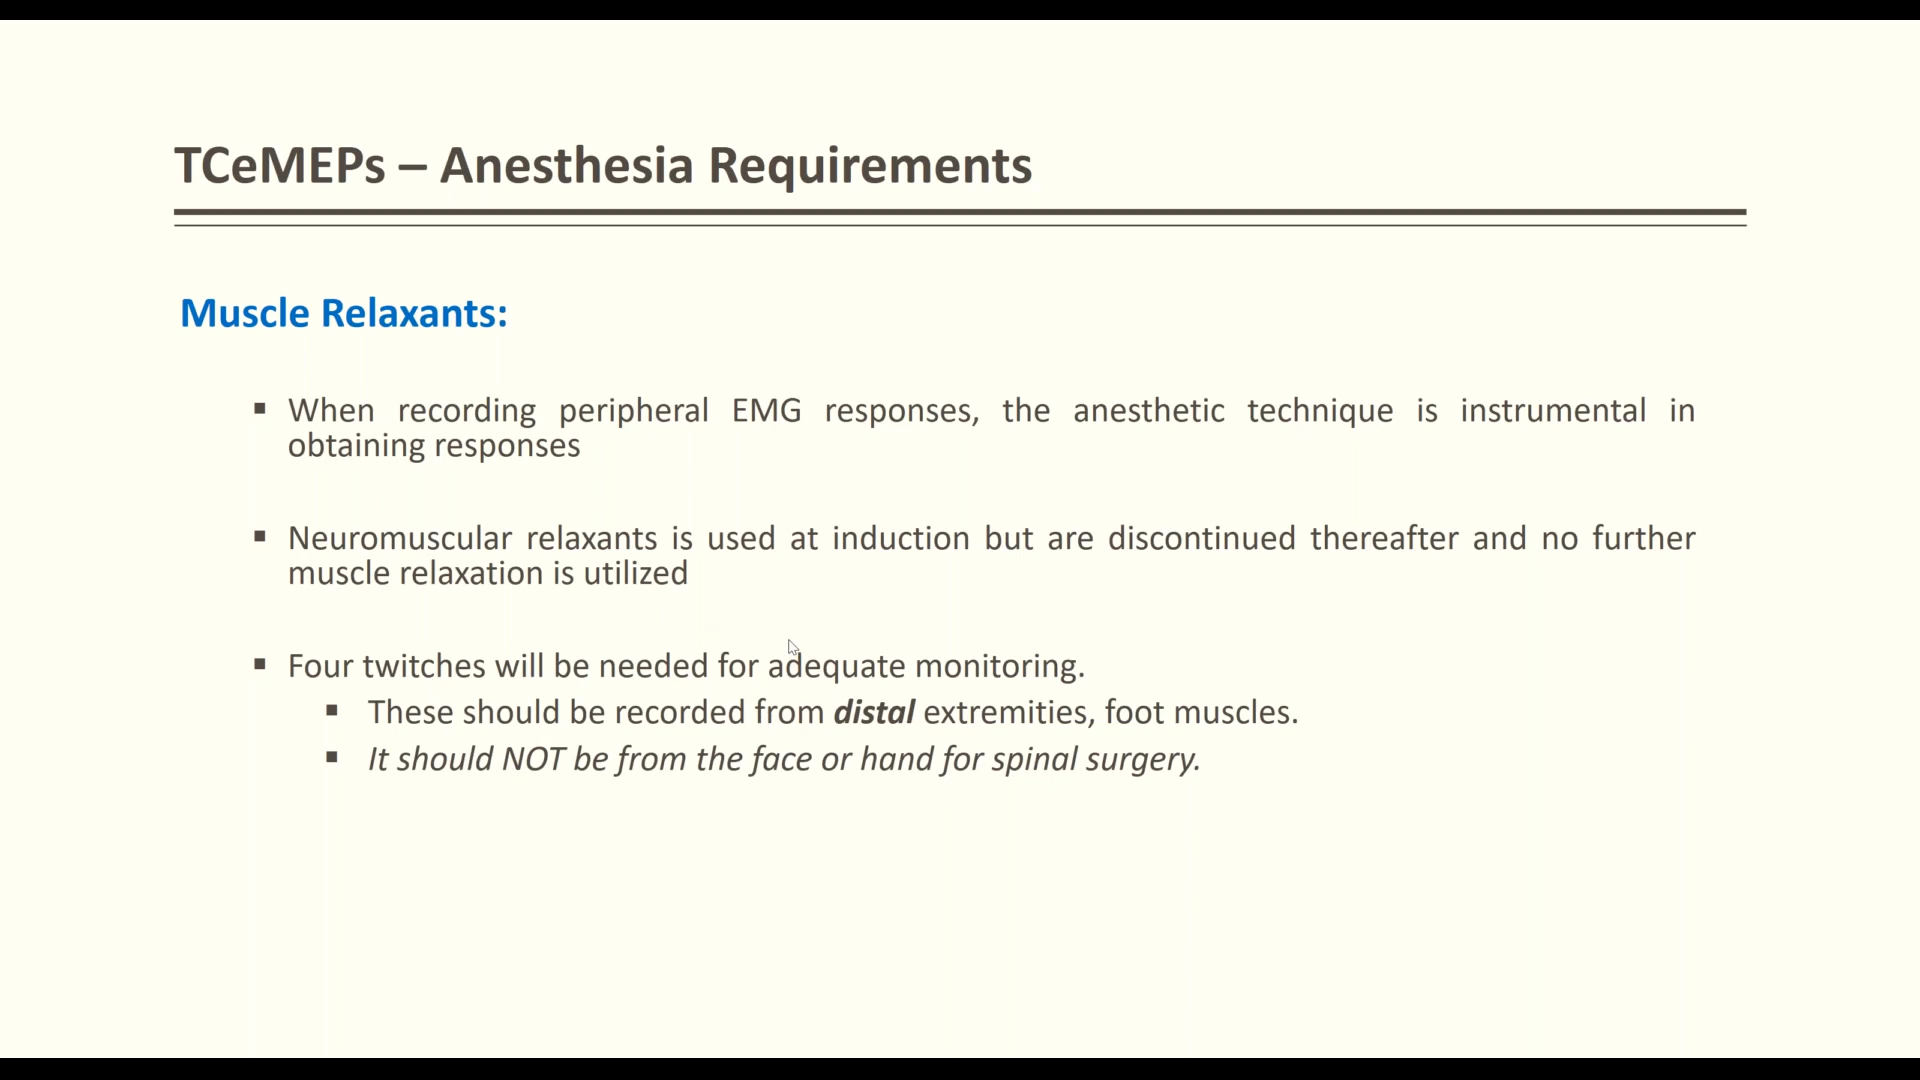 TCeMEPs – Anesthesia Requirements
Muscle Relaxants:
▪ When recording peripheral EMG responses, the anesthetic technique is instrumental in
obtaining responses
▪ Neuromuscular relaxants is used at induction but are discontinued thereafter and no further
muscle relaxation is utilized
▪ Four twitches will be needed for adequate monitoring.
▪ These should be recorded from distal extremities, foot muscles.
▪ It should NOT be from the face or hand for spinal surgery.